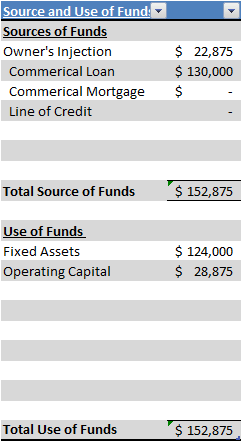 Source and Use of Fund
Sources of Funds
Owner's Injection $ 22,875
Commerical Loan $ 130,000
Commerical Mortgage $ -
Line of Credit -
Total Source of Funds $ 152,875
Use of Funds
Fixed Assets $ 124,000
Operating Capital $ 28,875
Total Use of Funds $ 152,875